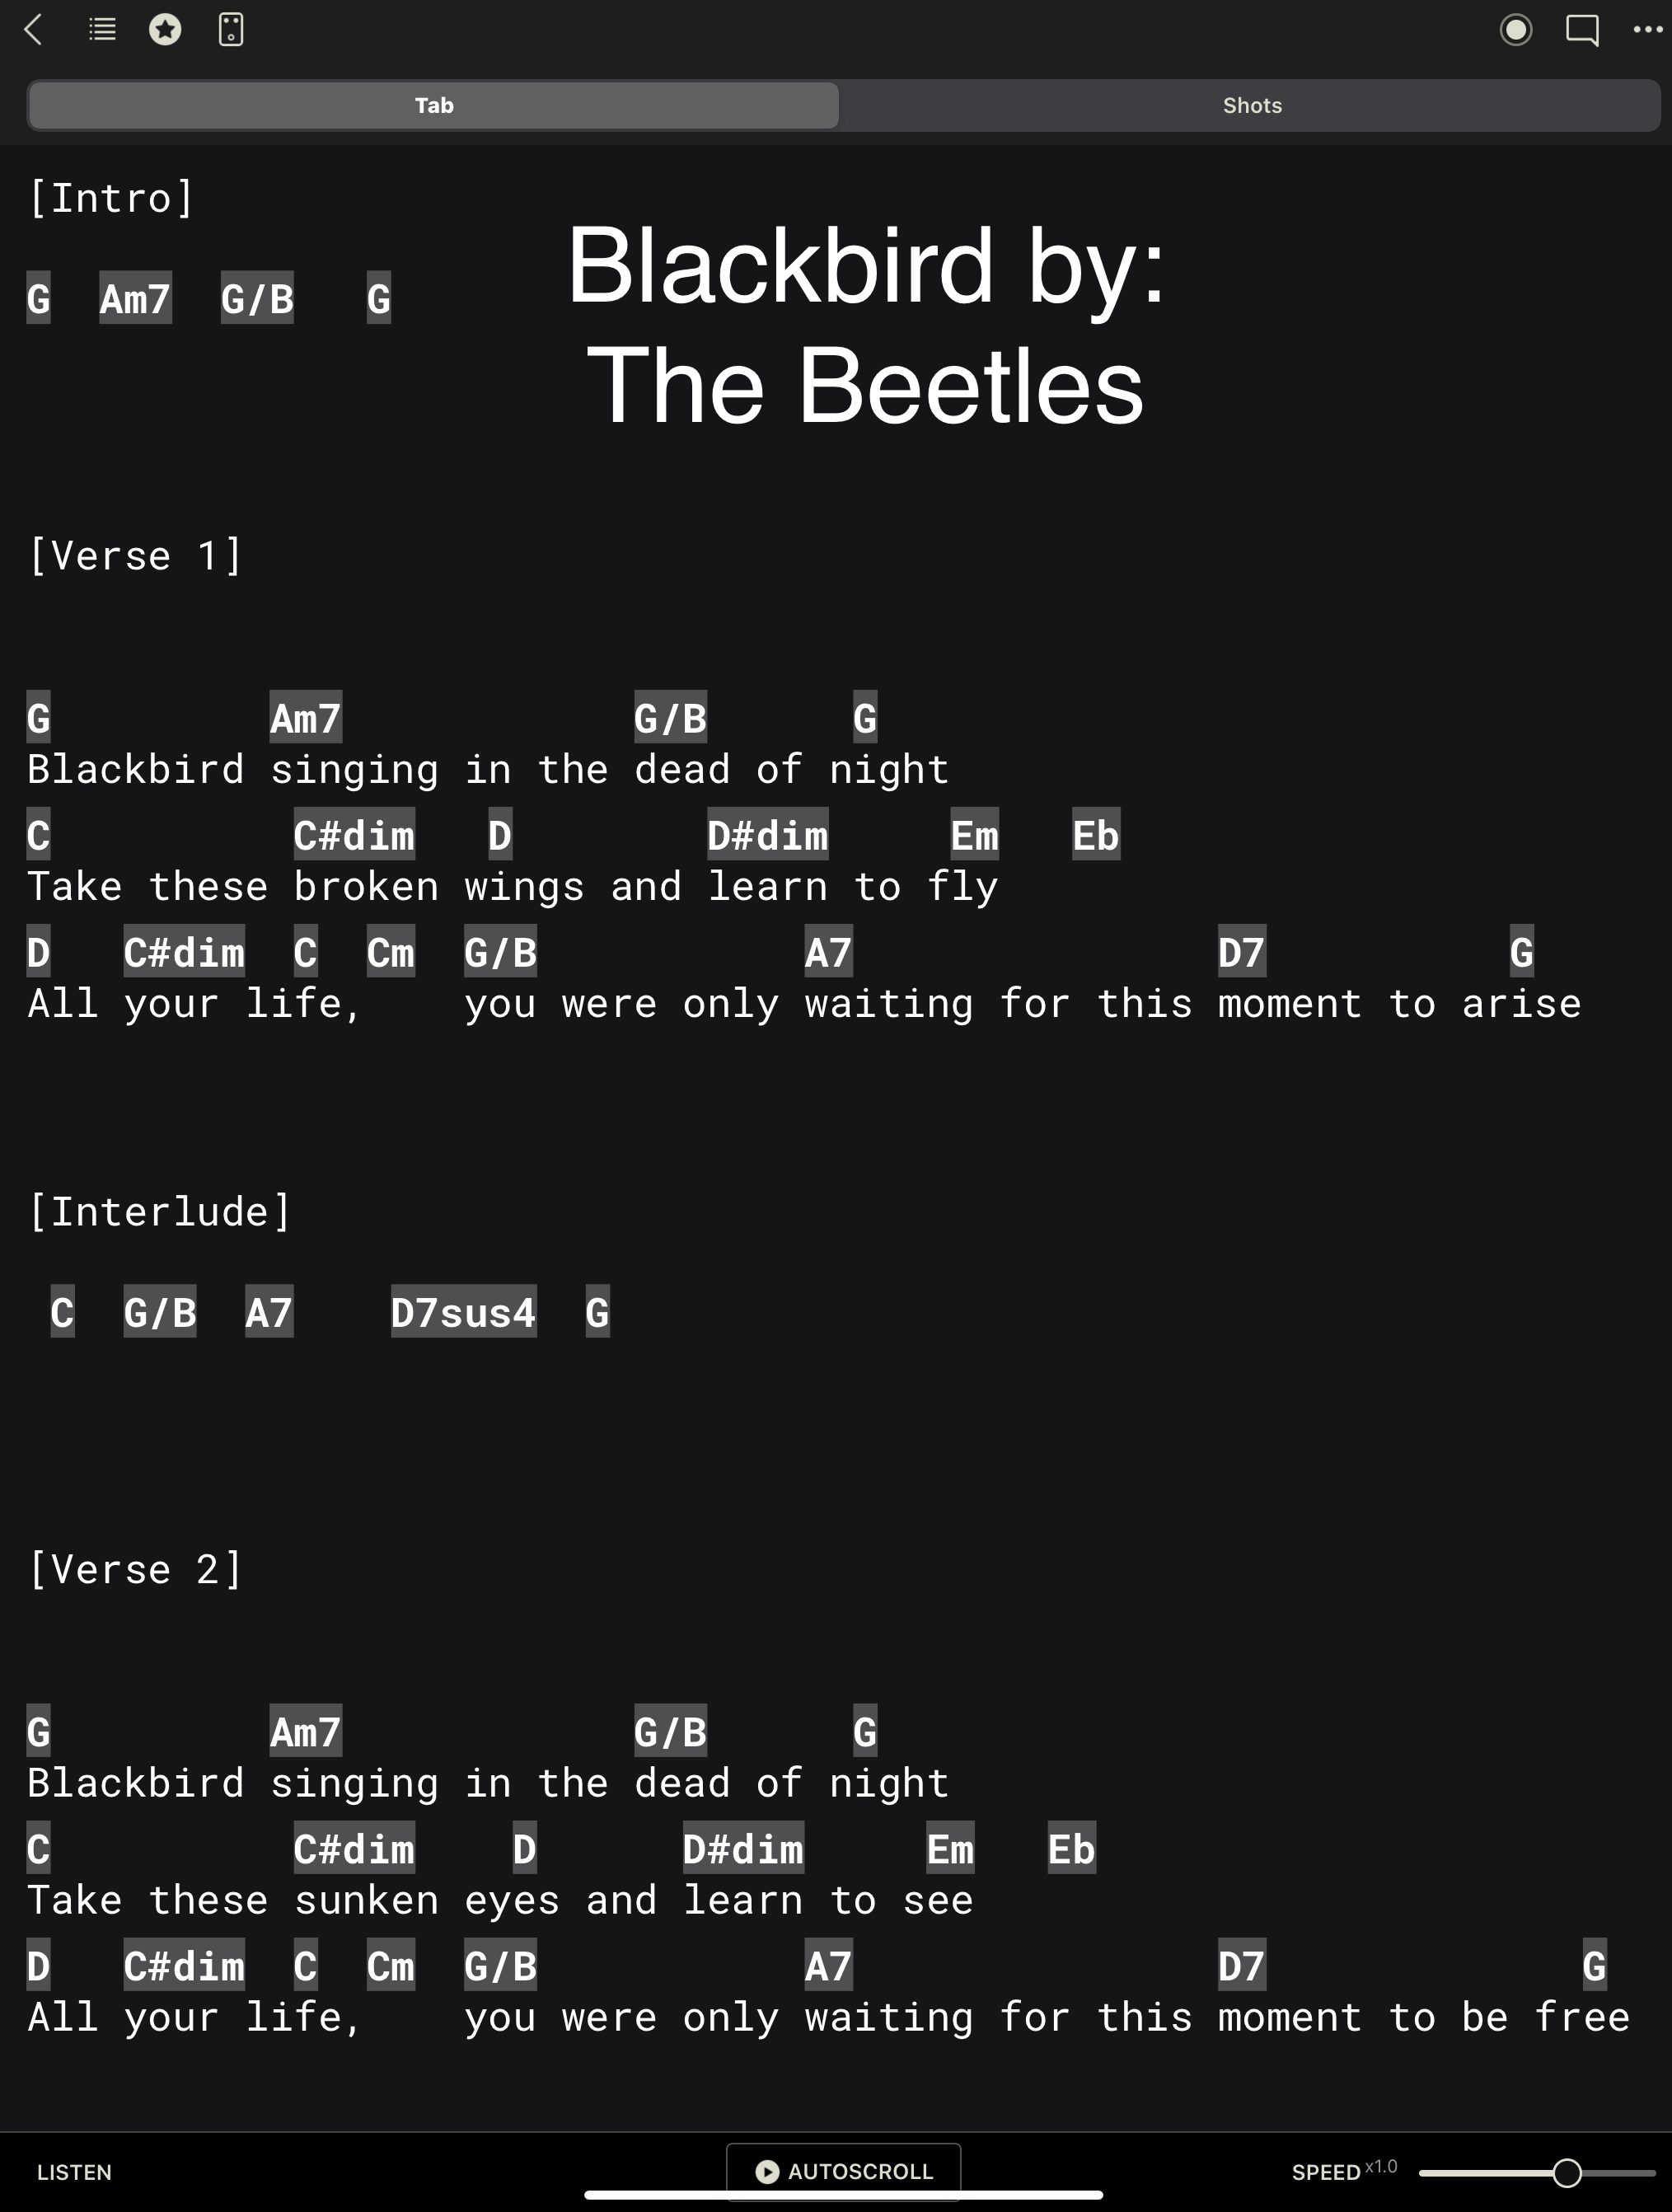 Tab Shots
[Intro]
G Am7 G/B G
Blackbird by:
The Beetles
[Verse 1]
G Am7 G/B G
Blackbird singing in the dead of night
C C#dim D D#dim Em Eb
Take these broken wings and learn to fly
D C#dim C Cm G/B A7 D7 G
All your life, you were only waiting for this moment to arise
[Interlude]
C G/B A7 D7sus4 G
[Verse 2]
G Am7 G/B G
Blackbird singing in the dead of night
C C#dim D D#dim Em Eb
Take these sunken eyes and learn to see
D C#dim C Cm G/B A7 D7 G
All your life, you were only waiting for this moment to be free
LISTEN AUTOSCROLL SPEED x1.0